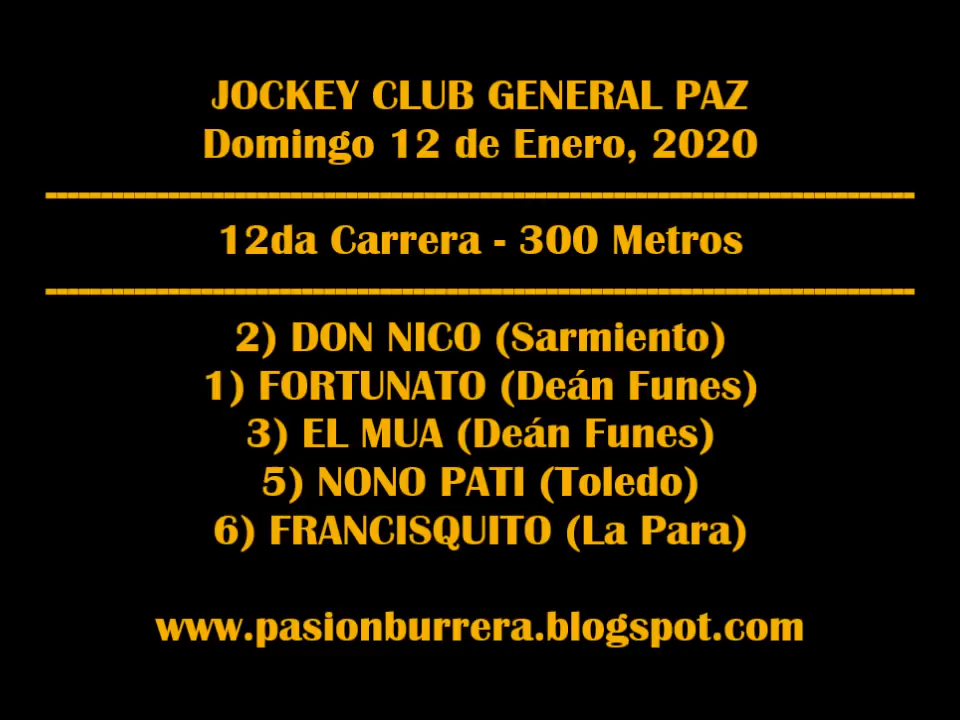 JOCKEY CLUB GENERAL PAZ
Domingo 12 de Enero, 2020
12da Carrera - 300 Metros
2) DON NICO (Sarmiento)
1) FORTUNATO (Deán Funes)
3) EL MUA (Deán Funes)
5) NONO PATI (Toledo)
6) FRANCISQUITO (La Para)
www.pasionburrera.blogspot.com